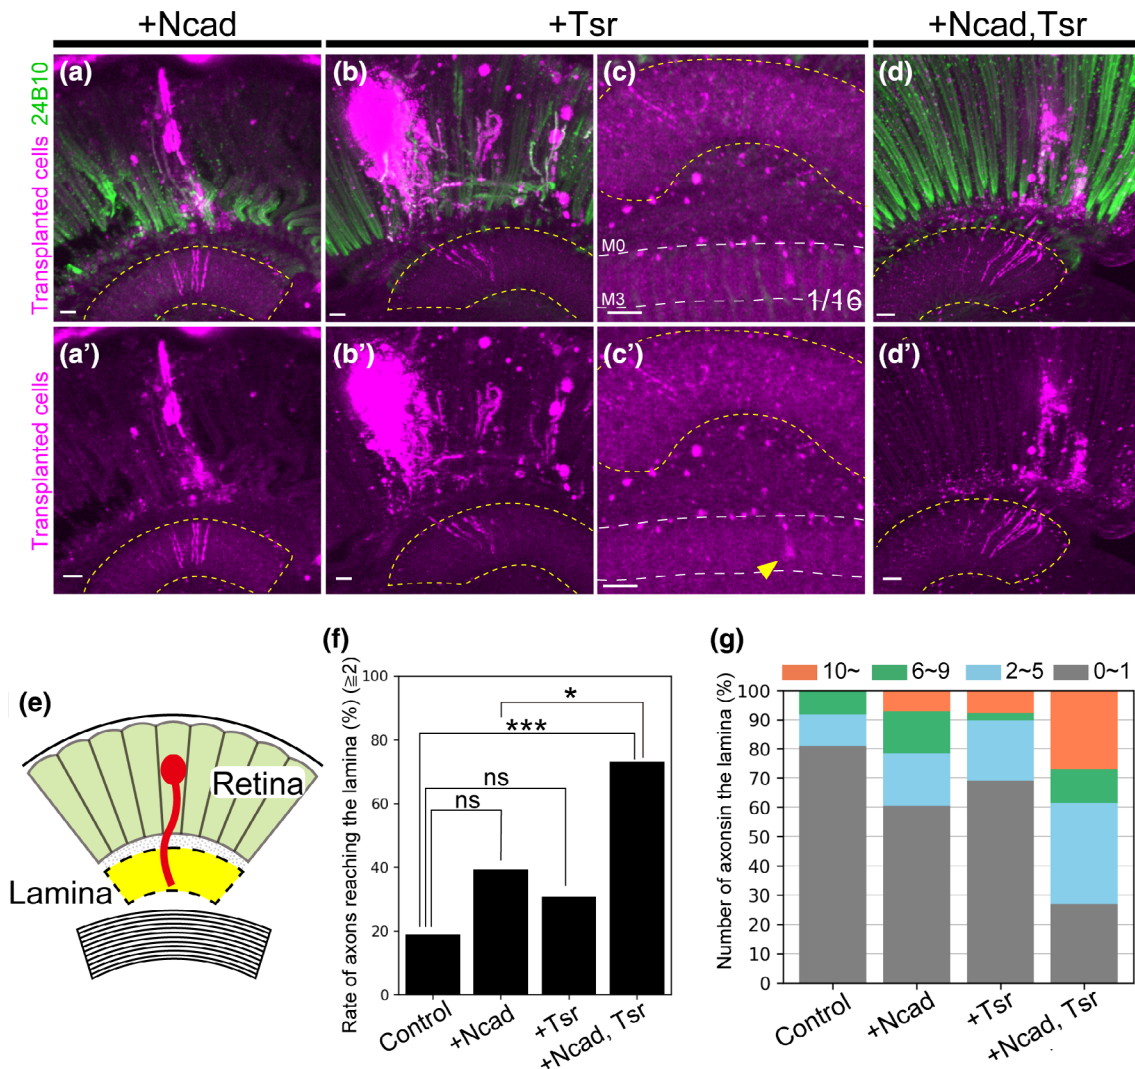 +Ncad
+Tsr
+Ncad,Tsr
Transplanted cells 24B10
(a)
(b)
(c)
(d)
M0
M3
1/16
Transplanted cells
(a’)
(b’)
(c’)
(d’)
(e)
Retina
Lamina
(f)
Rate of axons reaching the lamina (%) (≧2)
100
80
60
40
20
0
*
***
ns
ns
Control
+Ncad
+Tsr
+Ncad, Tsr
(g)
10~
6~9
2~5
0~1
Number of axonsin the lamina (%)
100
90
80
70
60
50
40
30
20
10
0
Control
+Ncad
+Tsr
+Ncad, Tsr